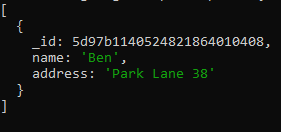 [
  {
    _id: 5d97b1140524821864010408,
    name: 'Ben',
    address: 'Park Lane 38'
  }
]